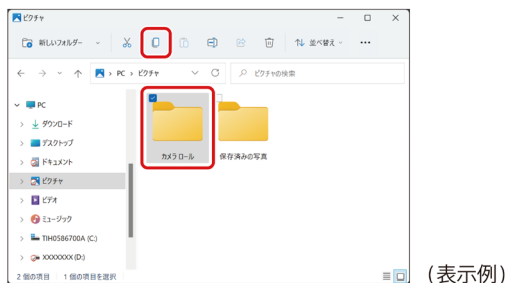 ピクチャ
新しいフォルダー
並べ替え
PC > ピクチャ
ピクチャの検索
PC
ダウンロード
デスクトップ
ドキュメント
ピクチャ
ビデオ
ミュージック
TIH0586700A (C:)
XXXXXXX (D:)
カメラ ロール
保存済みの写真
2 個の項目
1 個の項目を選択
(表示例)